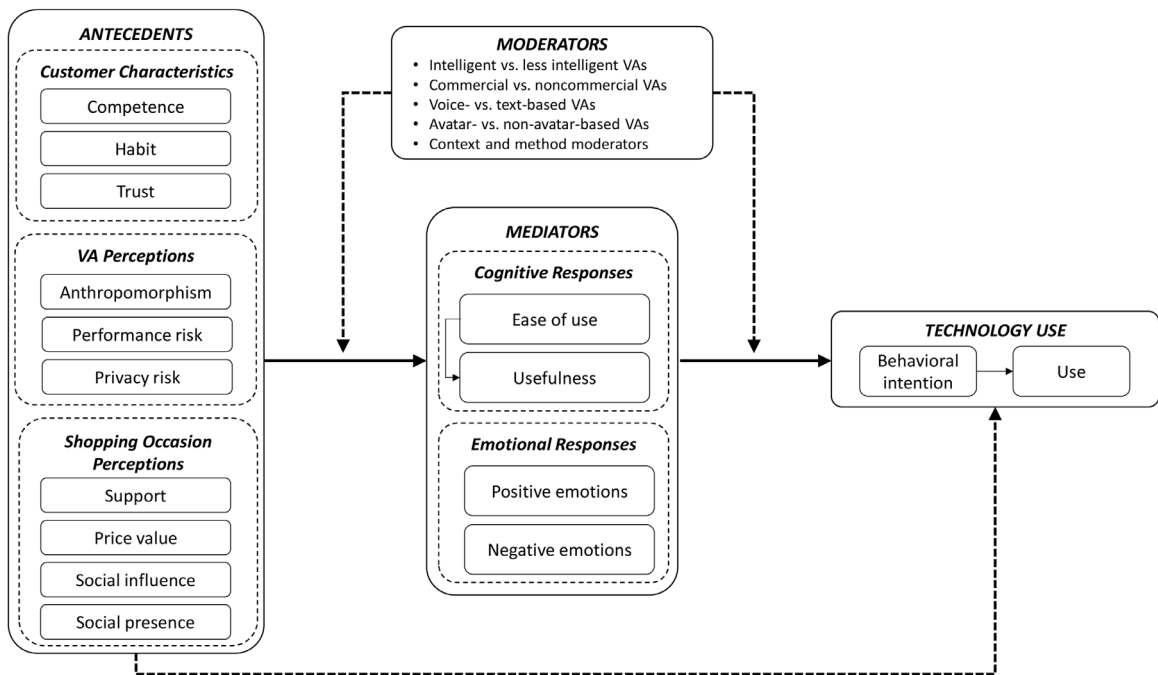 ANTECEDENTS
Customer Characteristics
Competence
Habit
Trust
VA Perceptions
Anthropomorphism
Performance risk
Privacy risk
Shopping Occasion
Perceptions
Support
Price value
Social influence
Social presence
MODERATORS
• Intelligent vs. less intelligent VAs
• Commercial vs. noncommercial VAs
• Voice- vs. text-based VAs
• Avatar- vs. non-avatar-based VAs
• Context and method moderators
MEDIATORS
Cognitive Responses
Ease of use
Usefulness
Emotional Responses
Positive emotions
Negative emotions
TECHNOLOGY USE
Behavioral
intention
Use